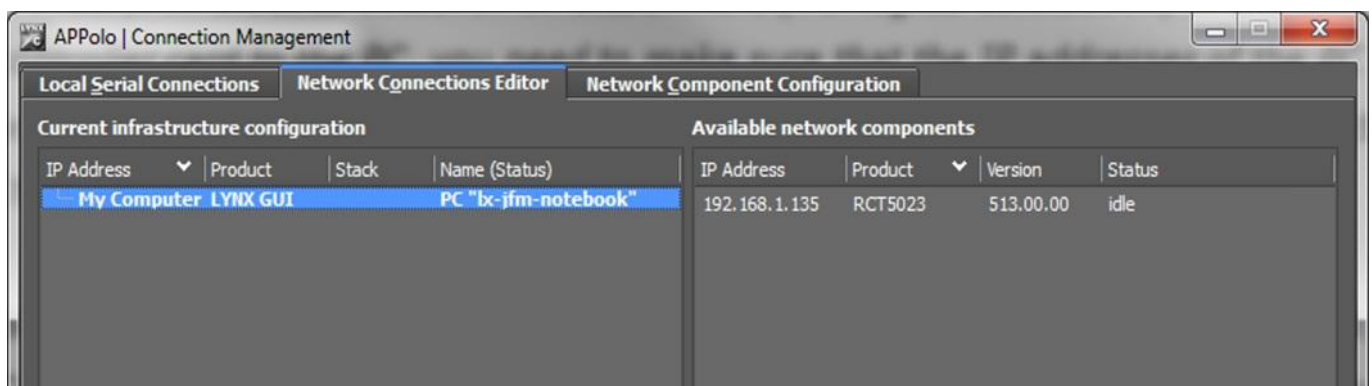 APPolo | Connection Management
Local Serial Connections Network Connections Editor Network Component Configuration
Current infrastructure configuration Available network components
IP Address Product Stack Name (Status) IP Address Product Version Status
My Computer LYNX GUI PC "lx-jfm-notebook" 192.168.1.135 RCT5023 513.00.00 idle